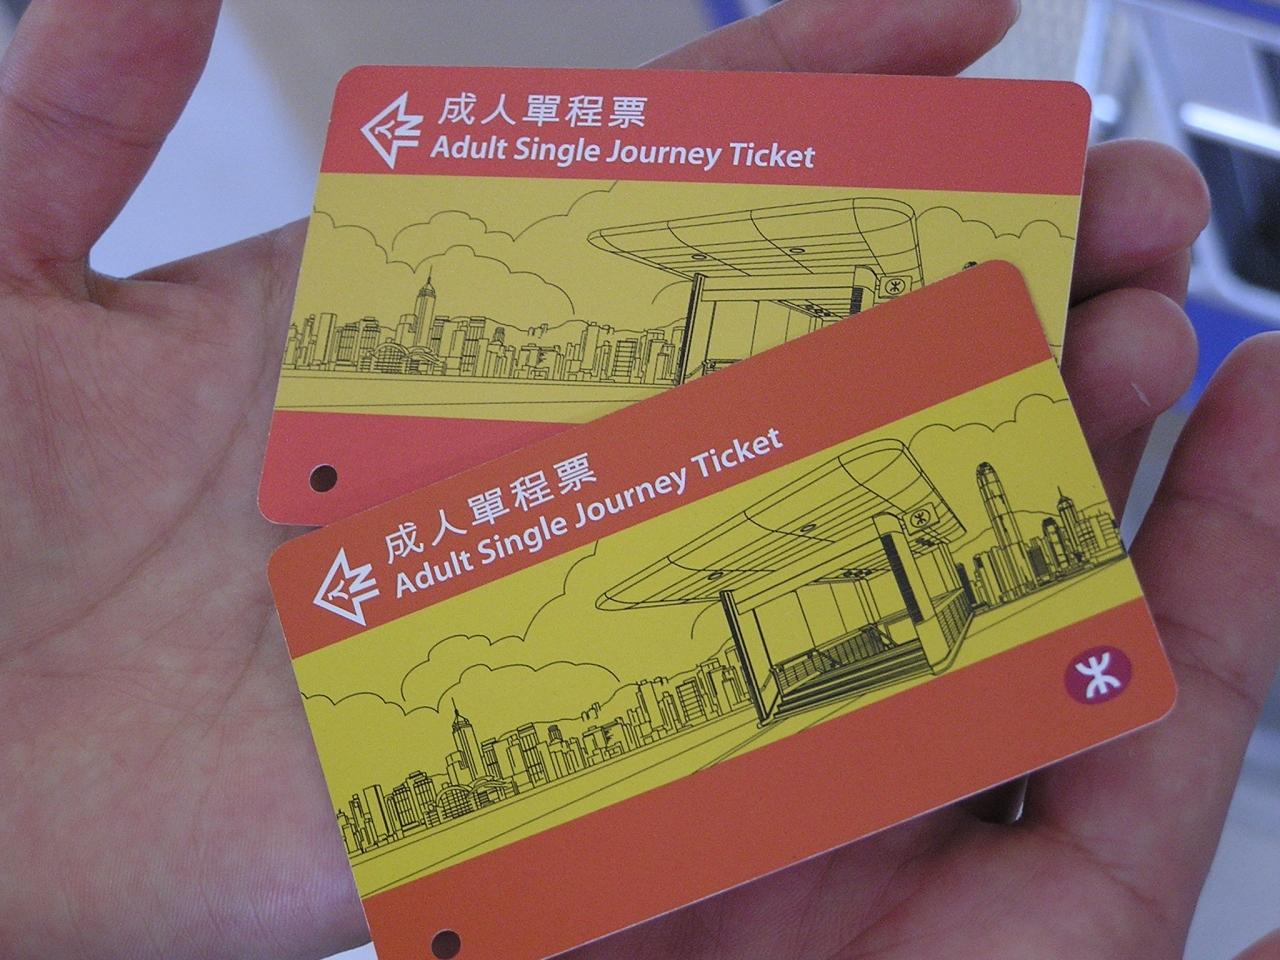 成人單程票
Adult Single Journey Ticket
成人單程票
Adult Single Journey Ticket